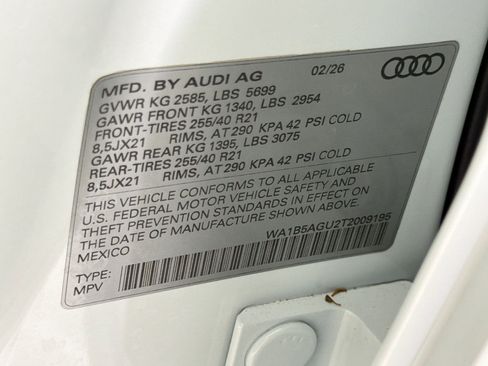 MFD. BY AUDI AG 02/26
GVWR KG 2585, LBS 5699
GAWR FRONT KG 1340, LBS 2954
FRONT-TIRES 255/40 R21
8,5JX21 RIMS, AT 290 KPA 42 PSI COLD
GAWR REAR KG 1395, LBS 3075
REAR-TIRES 255/40 R21
8,5JX21 RIMS, AT 290 KPA 42 PSI COLD
THIS VEHICLE CONFORMS TO ALL APPLICABLE
U.S. FEDERAL MOTOR VEHICLE SAFETY AND
THEFT PREVENTION STANDARDS IN EFFECT ON
THE DATE OF MANUFACTURE SHOWN ABOVE.
MEXICO WA1B5AGU2T2009195
TYPE:
MPV